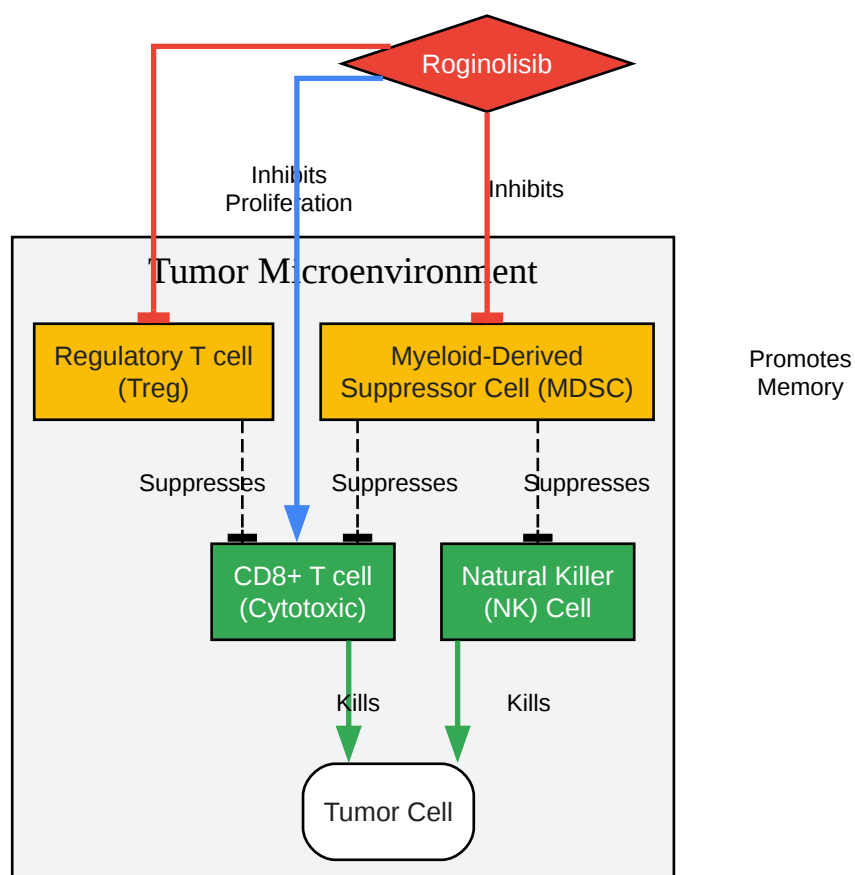 Roginolisib
Inhibits
Proliferation
Inhibits
Tumor Microenvironment
Regulatory T cell
(Treg)
Myeloid-Derived
Suppressor Cell (MDSC)
Promotes
Memory
Suppresses
Suppresses
Suppresses
CD8+ T cell
(Cytotoxic)
Natural Killer
(NK) Cell
Kills
Kills
Tumor Cell